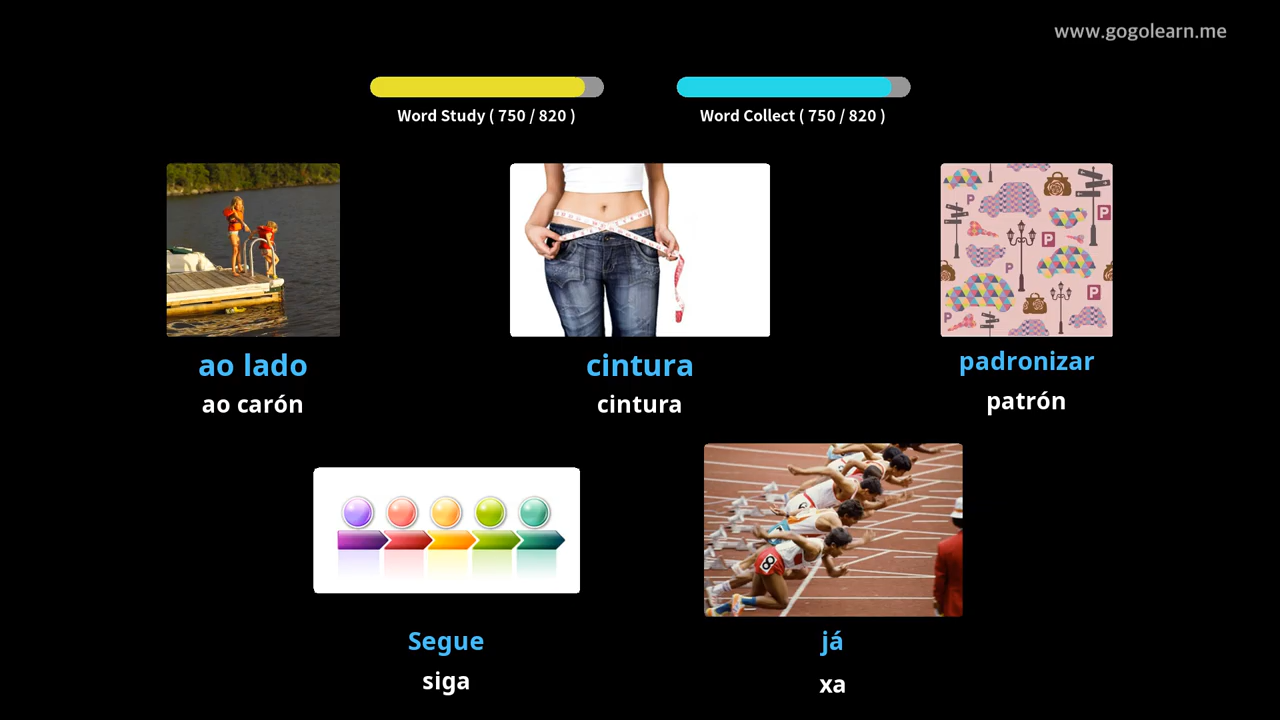 www.gogolearn.me
Word Study ( 750 / 820 )
Word Collect ( 750 / 820 )
ao lado
ao carón
cintura
cintura
padronizar
patrón
Segue
siga
já
xa